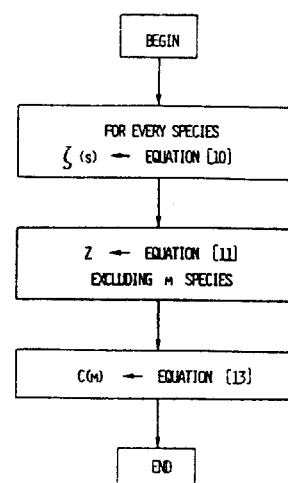 BEGIN
FOR EVERY SPECIES
ζ (s) ← EQUATION [10]
Z ← EQUATION [11]
EXCLUDING M SPECIES
C(M) ← EQUATION [13]
END